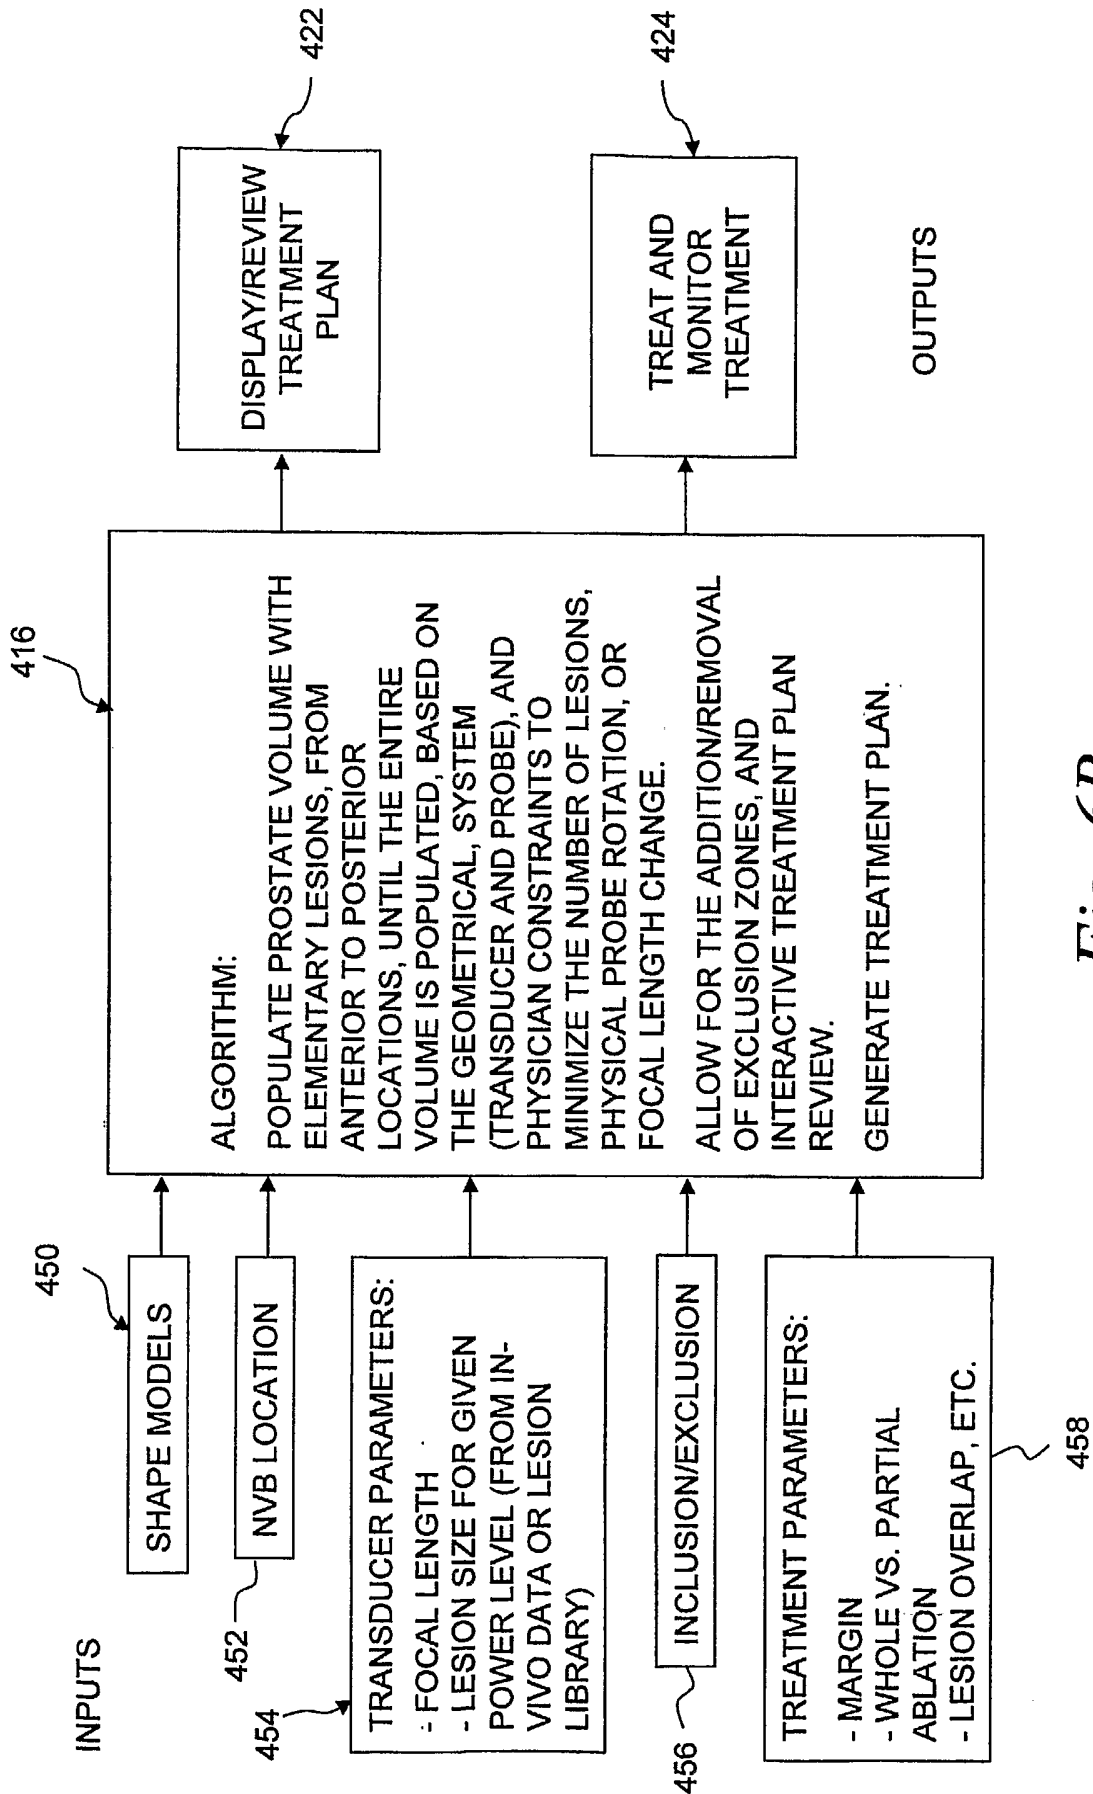 INPUTS
450
SHAPE MODELS
452
NVB LOCATION
454
TRANSDUCER PARAMETERS:
- FOCAL LENGTH
- LESION SIZE FOR GIVEN
POWER LEVEL (FROM IN-
VIVO DATA OR LESION
LIBRARY)
456
INCLUSION/EXCLUSION
TREATMENT PARAMETERS:
- MARGIN
- WHOLE VS. PARTIAL
ABLATION
- LESION OVERLAP, ETC.
458
416
ALGORITHM:
POPULATE PROSTATE VOLUME WITH
ELEMENTARY LESIONS, FROM
ANTERIOR TO POSTERIOR
LOCATIONS, UNTIL THE ENTIRE
VOLUME IS POPULATED, BASED ON
THE GEOMETRICAL, SYSTEM
(TRANSDUCER AND PROBE), AND
PHYSICIAN CONSTRAINTS TO
MINIMIZE THE NUMBER OF LESIONS,
PHYSICAL PROBE ROTATION, OR
FOCAL LENGTH CHANGE.
ALLOW FOR THE ADDITION/REMOVAL
OF EXCLUSION ZONES, AND
INTERACTIVE TREATMENT PLAN
REVIEW.
GENERATE TREATMENT PLAN.
422
DISPLAY/REVIEW
TREATMENT
PLAN
424
TREAT AND
MONITOR
TREATMENT
OUTPUTS